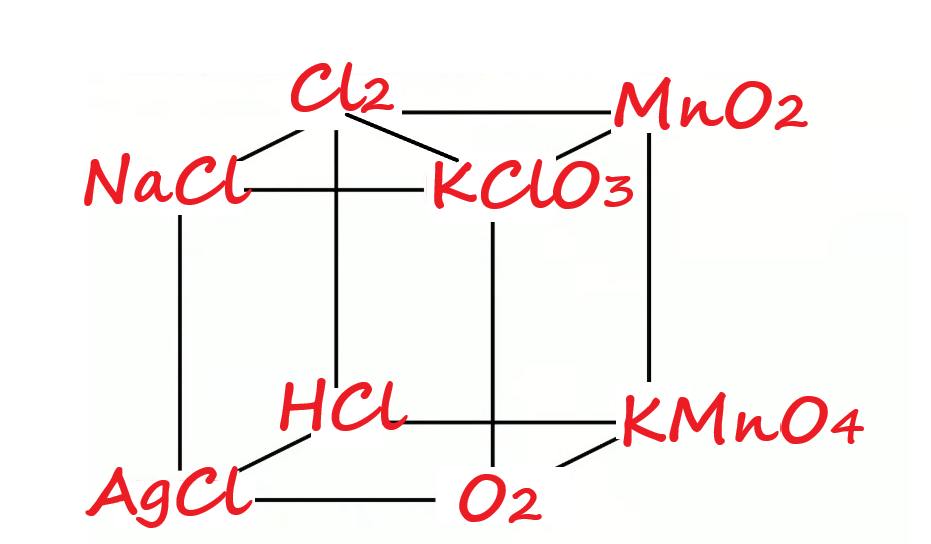 Cl2 MnO2
NaCl KClO3
HCl KMnO4
AgCl O2